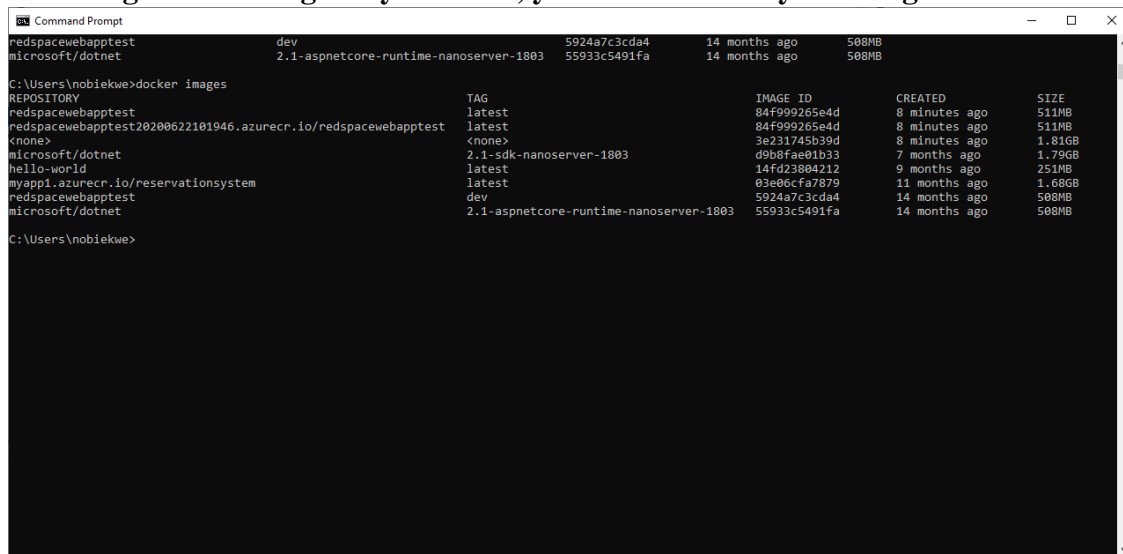 Command Prompt
redspacewebapptest dev 5924a7c3cda4 14 months ago 508MB
microsoft/dotnet 2.1-aspnetcore-runtime-nanoserver-1803 55933c5491fa 14 months ago 508MB
C:\Users\nobiekwe>docker images
REPOSITORY TAG IMAGE ID CREATED SIZE
redspacewebapptest latest 84f999265e4d 8 minutes ago 511MB
redspacewebapptest20200622101946.azurecr.io/redspacewebapptest latest 84f999265e4d 8 minutes ago 511MB
<none> <none> 3e231745b39d 8 minutes ago 1.81GB
microsoft/dotnet 2.1-sdk-nanoserver-1803 d9b8fae01b33 7 months ago 1.79GB
hello-world latest 14fd23804212 9 months ago 251MB
myapp1.azurecr.io/reservationsystem latest 03e06cfa7879 11 months ago 1.68GB
redspacewebapptest dev 5924a7c3cda4 14 months ago 508MB
microsoft/dotnet 2.1-aspnetcore-runtime-nanoserver-1803 55933c5491fa 14 months ago 508MB
C:\Users\nobiekwe>